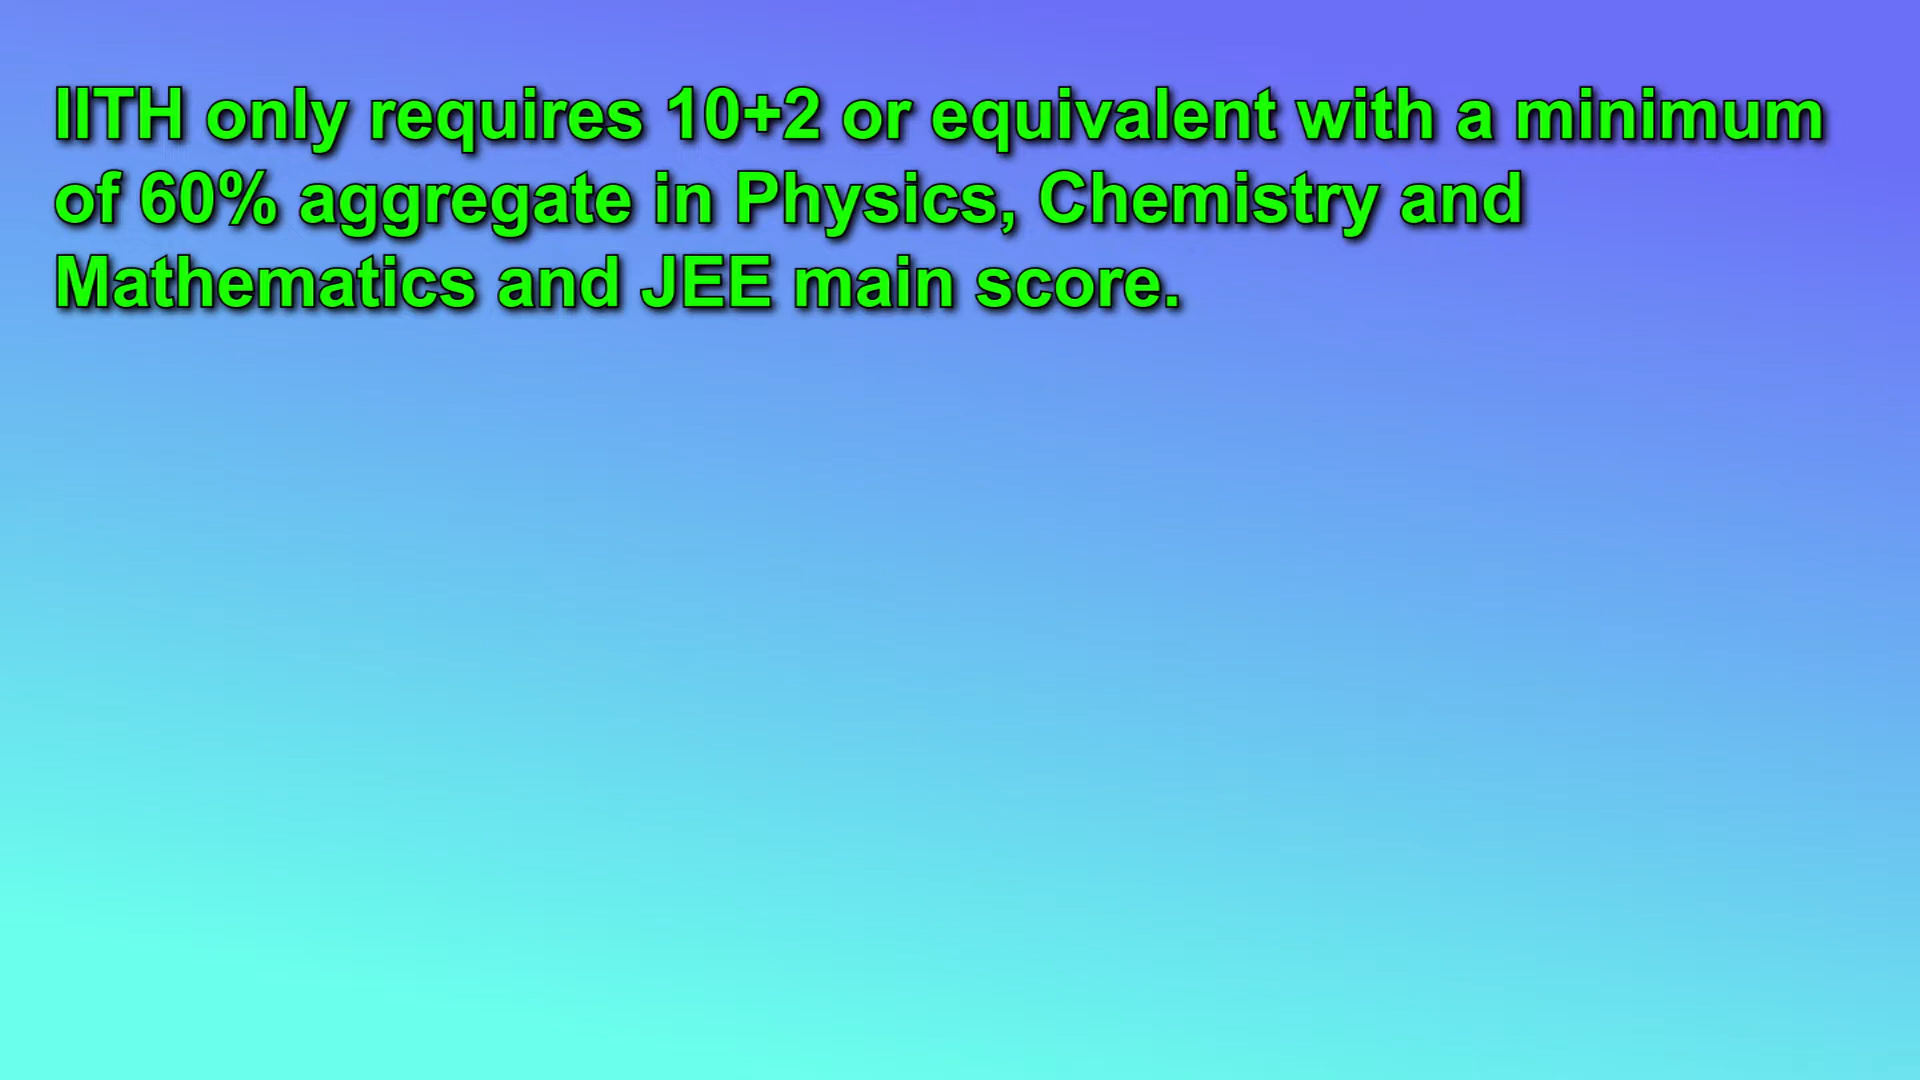 IITH only requires 10+2 or equivalent with a minimum
of 60% aggregate in Physics, Chemistry and
Mathematics and JEE main score.